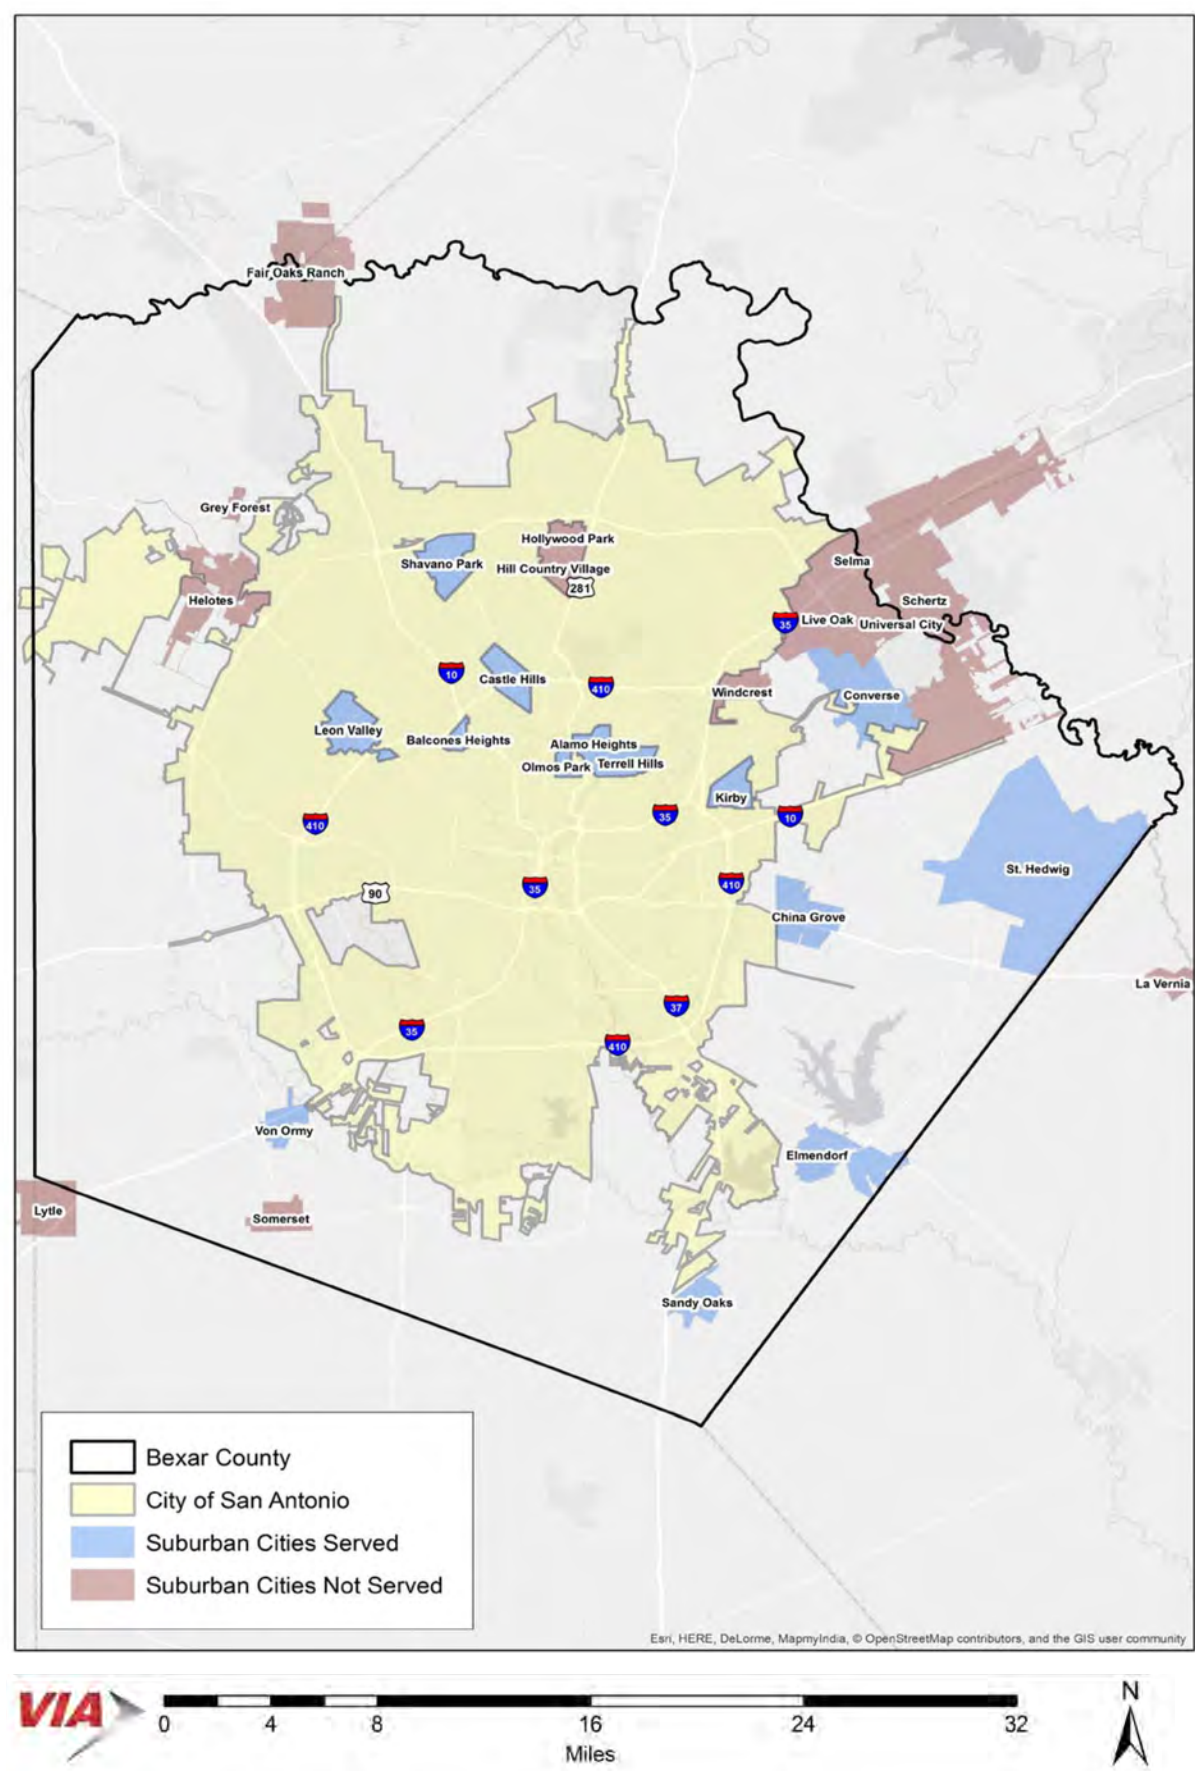 Fair Oaks Ranch
Grey Forest
Hollywood Park
Shavano Park
Hill Country Village
281
Selma
Helotes
Schertz
35
Live Oak
Universal City
10
Castle Hills
410
Windcrest
Converse
Leon Valley
Balcones Heights
Alamo Heights
Olmos Park
Terrell Hills
Kirby
410
35
10
St. Hedwig
90
35
410
China Grove
La Vernia
37
35
410
Von Ormy
Elmendorf
Lytle
Somerset
Sandy Oaks
Bexar County
City of San Antonio
Suburban Cities Served
Suburban Cities Not Served
Esri, HERE, DeLorme, MapmyIndia, © OpenStreetMap contributors, and the GIS user community
VIA
0 4 8 16 24 32
Miles
N